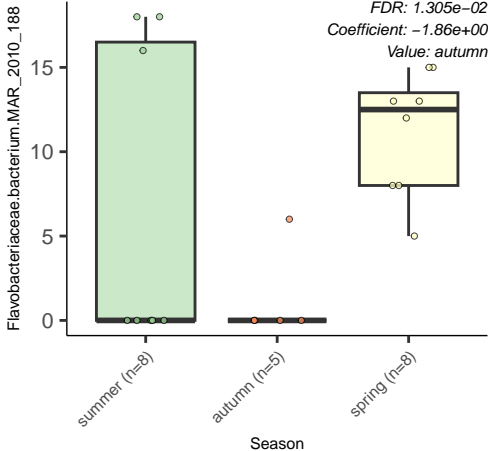 FDR: 1.305e−02
Coefficient: −1.86e+00
Value: autumn
Flavobacteriaceae.bacterium.MAR_2010_188
15
10
5
0
summer (n=8)
autumn (n=5)
spring (n=8)
Season